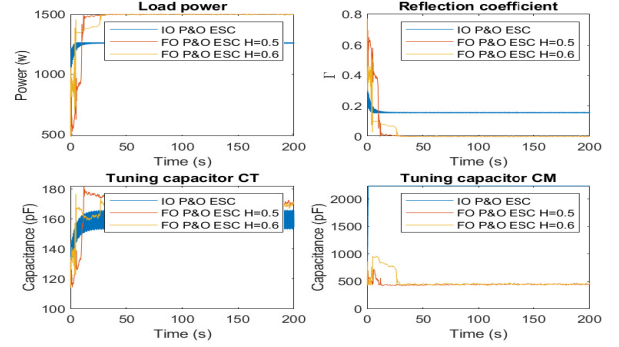 Load power
Power (w)
1500
1000
500
0
50
100
150
200
Time (s)
IO P&O ESC
FO P&O ESC H=0.5
FO P&O ESC H=0.6
Reflection coefficient
Γ
0.8
0.6
0.4
0.2
0
0
50
100
150
200
Time (s)
IO P&O ESC
FO P&O ESC H=0.5
FO P&O ESC H=0.6
Tuning capacitor CT
Capacitance (pF)
180
160
140
120
100
0
50
100
150
200
Time (s)
IO P&O ESC
FO P&O ESC H=0.5
FO P&O ESC H=0.6
Tuning capacitor CM
Capacitance (pF)
2000
1500
1000
500
0
0
50
100
150
200
Time (s)
IO P&O ESC
FO P&O ESC H=0.5
FO P&O ESC H=0.6